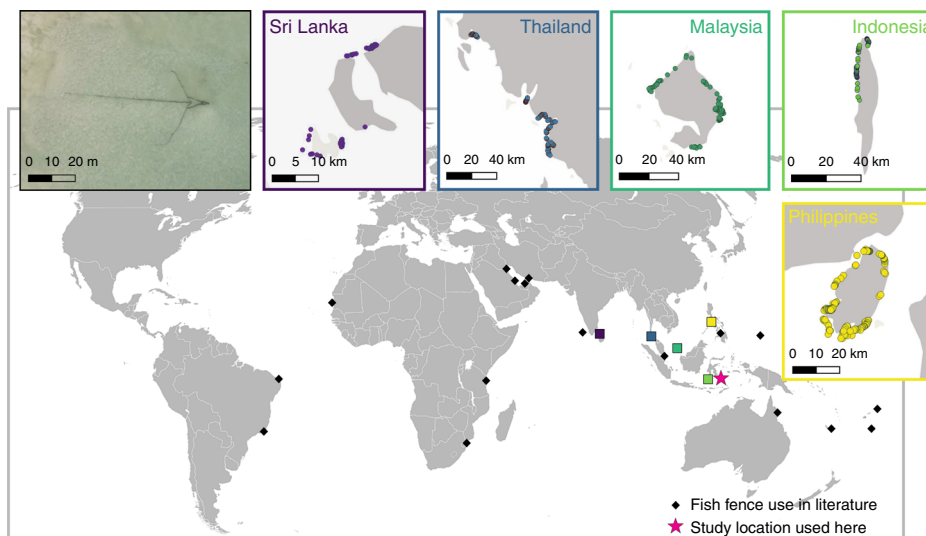 Sri Lanka
Thailand
Malaysia
Indonesia
0 10 20 m
0 5 10 km
0 20 40 km
0 20 40 km
0 20 40 km
Philippines
0 10 20 km
Fish fence use in literature
Study location used here